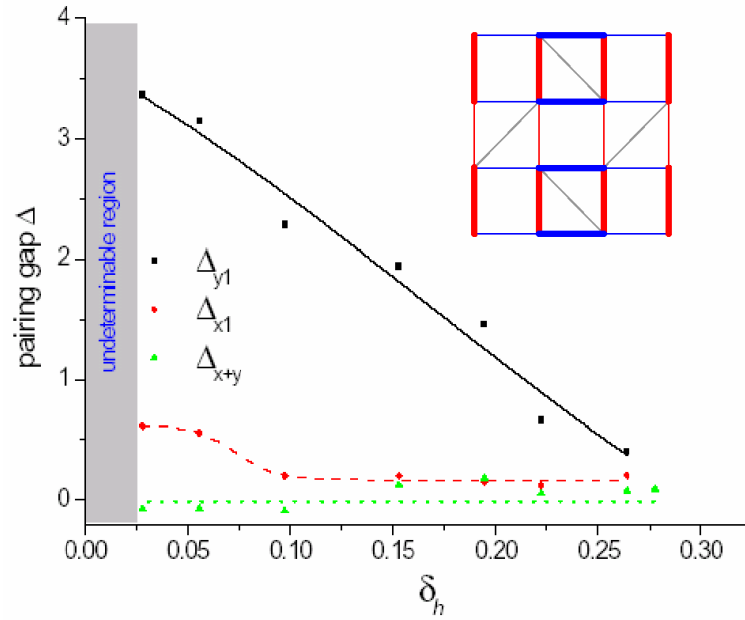 4
3
2
1
0
pairing gap Δ
undeterminable region
Δy1
Δx1
Δx+y
0.00 0.05 0.10 0.15 0.20 0.25 0.30
δh